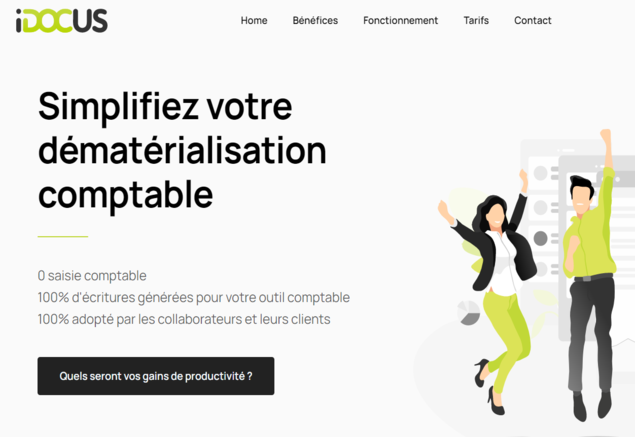 iDOCUS
Home Bénéfices Fonctionnement Tarifs Contact
Simplifiez votre
dématérialisation
comptable
0 saisie comptable
100% d'écritures générées pour votre outil comptable
100% adopté par les collaborateurs et leurs clients
Quels seront vos gains de productivité ?